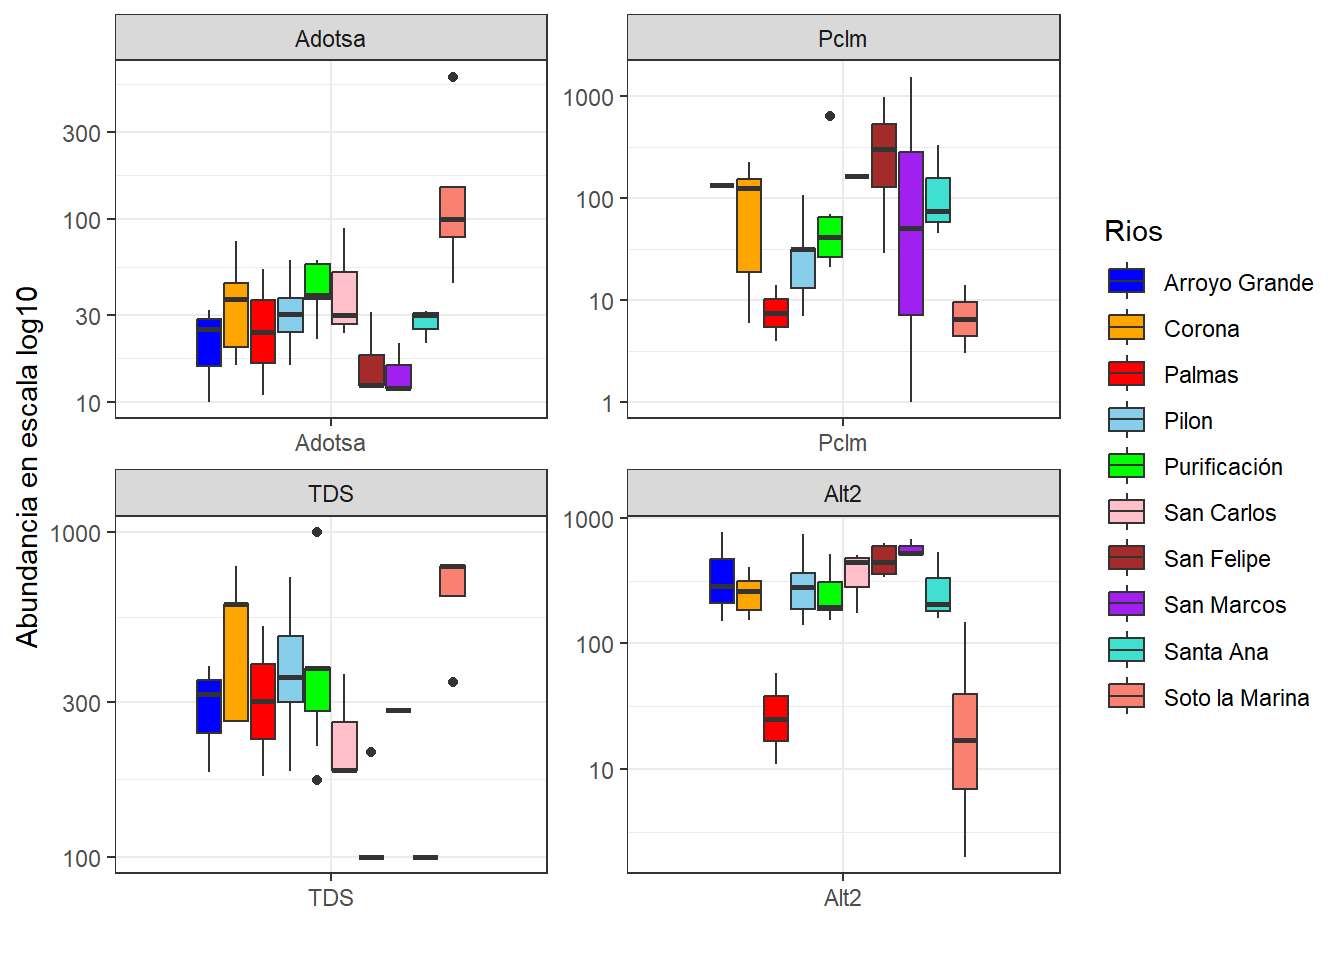 Adotsa
Pclm
300
100
30
10
1000
100
10
1
Adotsa
Pclm
TDS
Alt2
1000
300
100
1000
100
10
TDS
Alt2
Abundancia en escala log10
Rios
Arroyo Grande
Corona
Palmas
Pilon
Purificación
San Carlos
San Felipe
San Marcos
Santa Ana
Soto la Marina